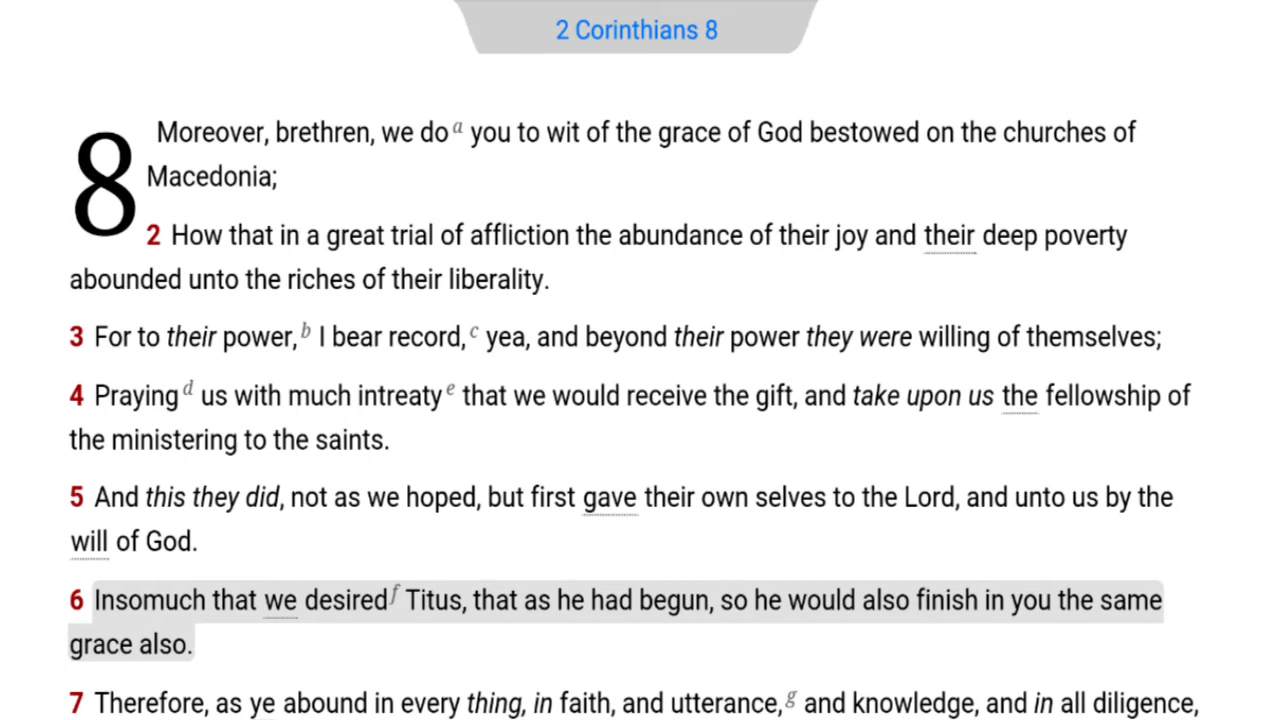 2 Corinthians 8
8 Moreover, brethren, we do a you to wit of the grace of God bestowed on the churches of
Macedonia;
2 How that in a great trial of affliction the abundance of their joy and their deep poverty
abounded unto the riches of their liberality.
3 For to their power, b I bear record, c yea, and beyond their power they were willing of themselves;
4 Praying d us with much intreaty e that we would receive the gift, and take upon us the fellowship of
the ministering to the saints.
5 And this they did, not as we hoped, but first gave their own selves to the Lord, and unto us by the
will of God.
6 Insomuch that we desired f Titus, that as he had begun, so he would also finish in you the same
grace also.
7 Therefore, as ye abound in every thing, in faith, and utterance, g and knowledge, and in all diligence,